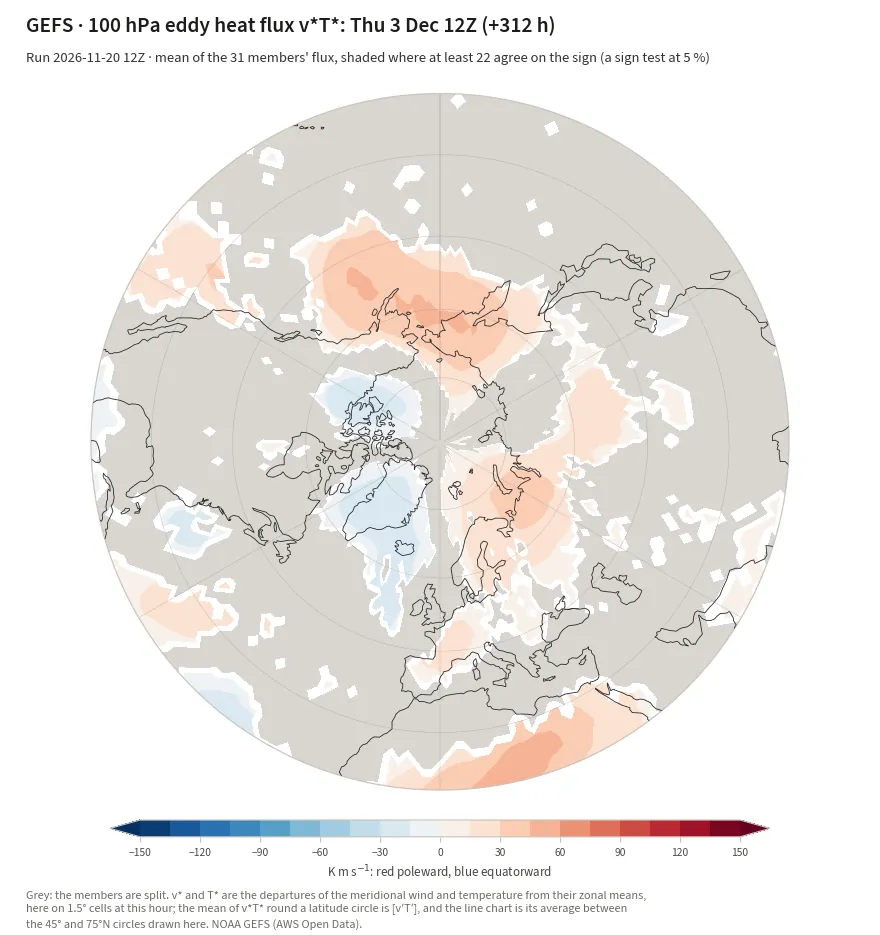 GEFS · 100 hPa eddy heat flux v*T*: Thu 3 Dec 12Z (+312 h)
Run 2026-11-20 12Z · mean of the 31 members' flux, shaded where at least 22 agree on the sign (a sign test at 5 %)
−150 −120 −90 −60 −30 0 30 60 90 120 150
K m s⁻¹: red poleward, blue equatorward
Grey: the members are split. v* and T* are the departures of the meridional wind and temperature from their zonal means,
here on 1.5° cells at this hour; the mean of v*T* round a latitude circle is [v′T′], and the line chart is its average between
the 45° and 75°N circles drawn here. NOAA GEFS (AWS Open Data).